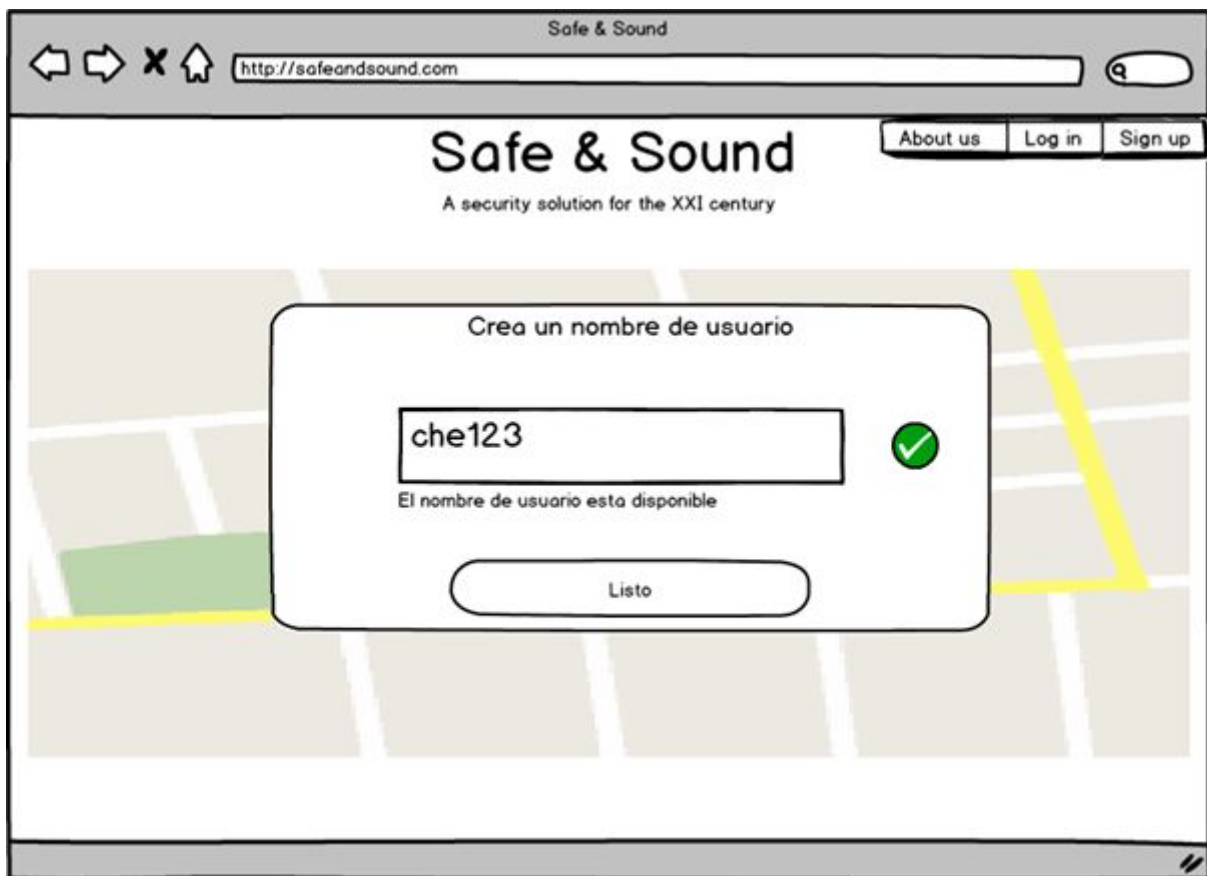 Safe & Sound
http://safeandsound.com
About us Log in Sign up
Safe & Sound
A security solution for the XXI century
Crea un nombre de usuario
che123
El nombre de usuario esta disponible
Listo